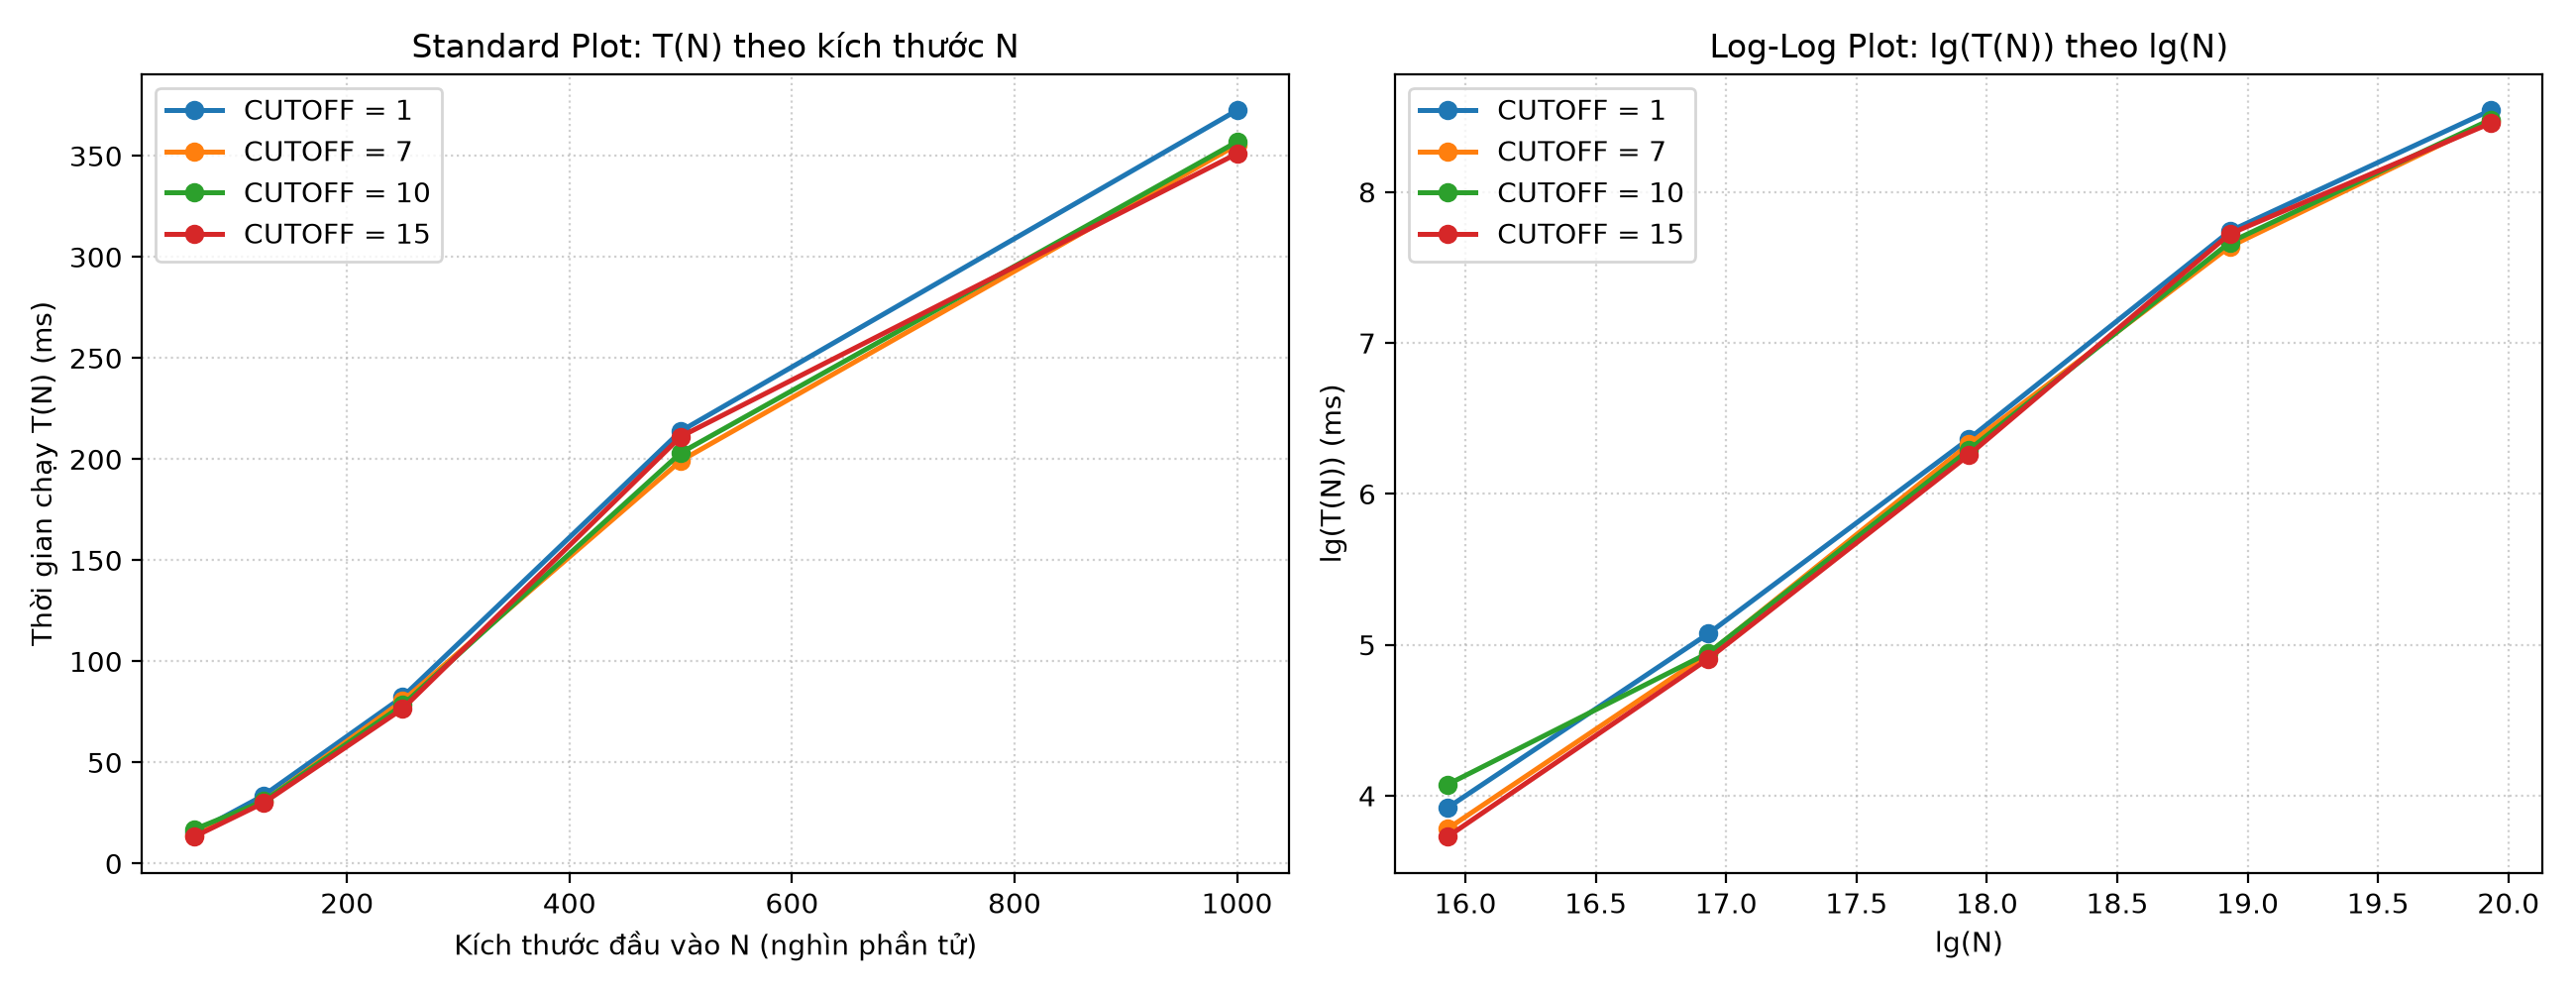 Standard Plot: T(N) theo kích thước N
CUTOFF = 1
CUTOFF = 7
CUTOFF = 10
CUTOFF = 15
350
300
250
200
150
100
50
0
Thời gian chạy T(N) (ms)
200 400 600 800 1000
Kích thước đầu vào N (nghìn phần tử)
Log-Log Plot: lg(T(N)) theo lg(N)
CUTOFF = 1
CUTOFF = 7
CUTOFF = 10
CUTOFF = 15
8
7
6
5
4
lg(T(N)) (ms)
16.0 16.5 17.0 17.5 18.0 18.5 19.0 19.5 20.0
lg(N)